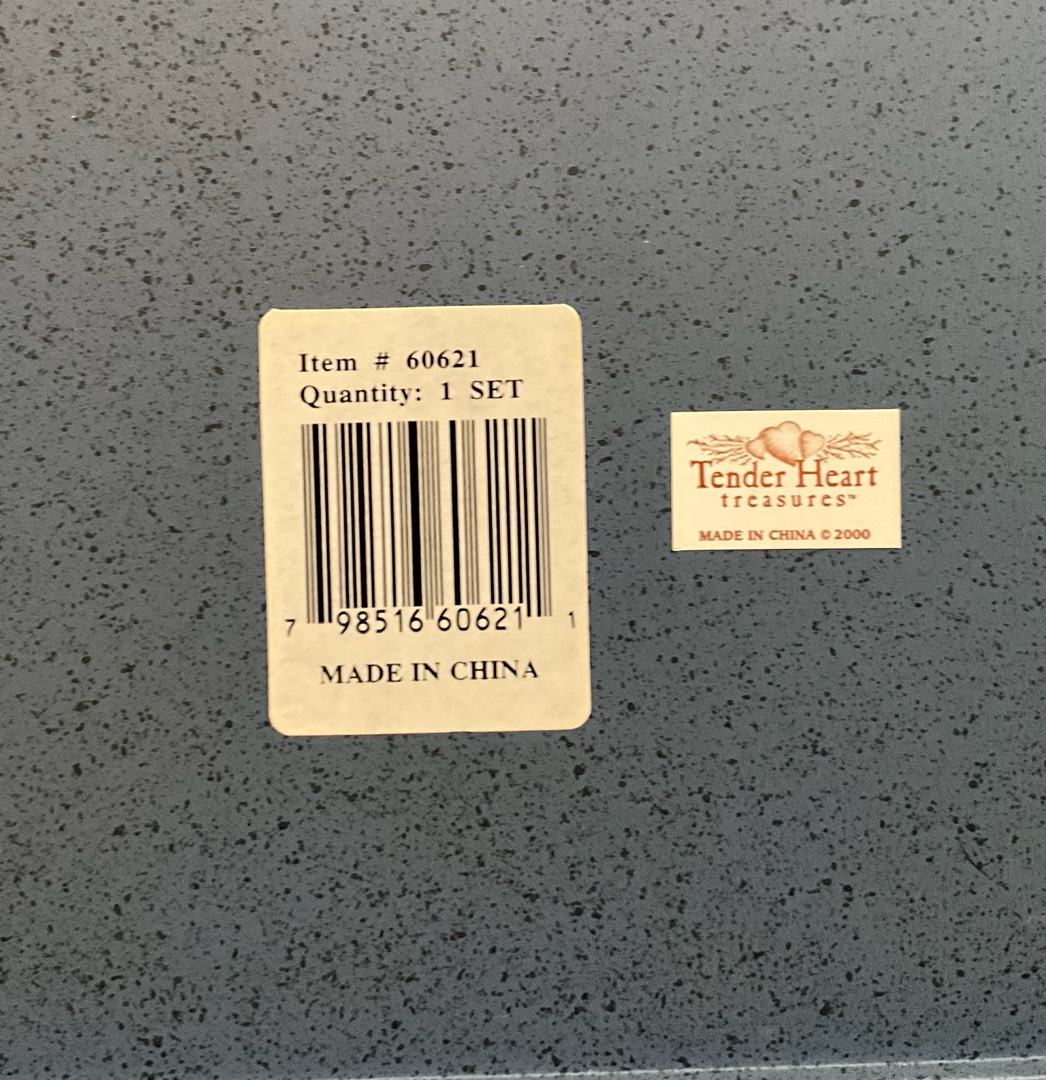 Item # 60621
Quantity: 1 SET
7 98516 60621 1
MADE IN CHINA
Tender Heart
treasures™
MADE IN CHINA © 2000